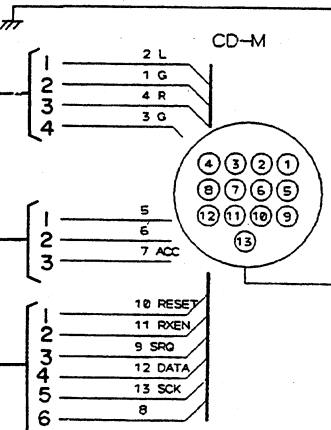 CD-M
1 2 L
2 1 G
3 4 R
4 3 G
4 3 2 1
8 7 6 5
12 11 10 9
13
1 5
2 6
3 7 ACC
1 10 RESET
2 11 RXEN
3 9 SRQ
4 12 DATA
5 13 SCK
6 8